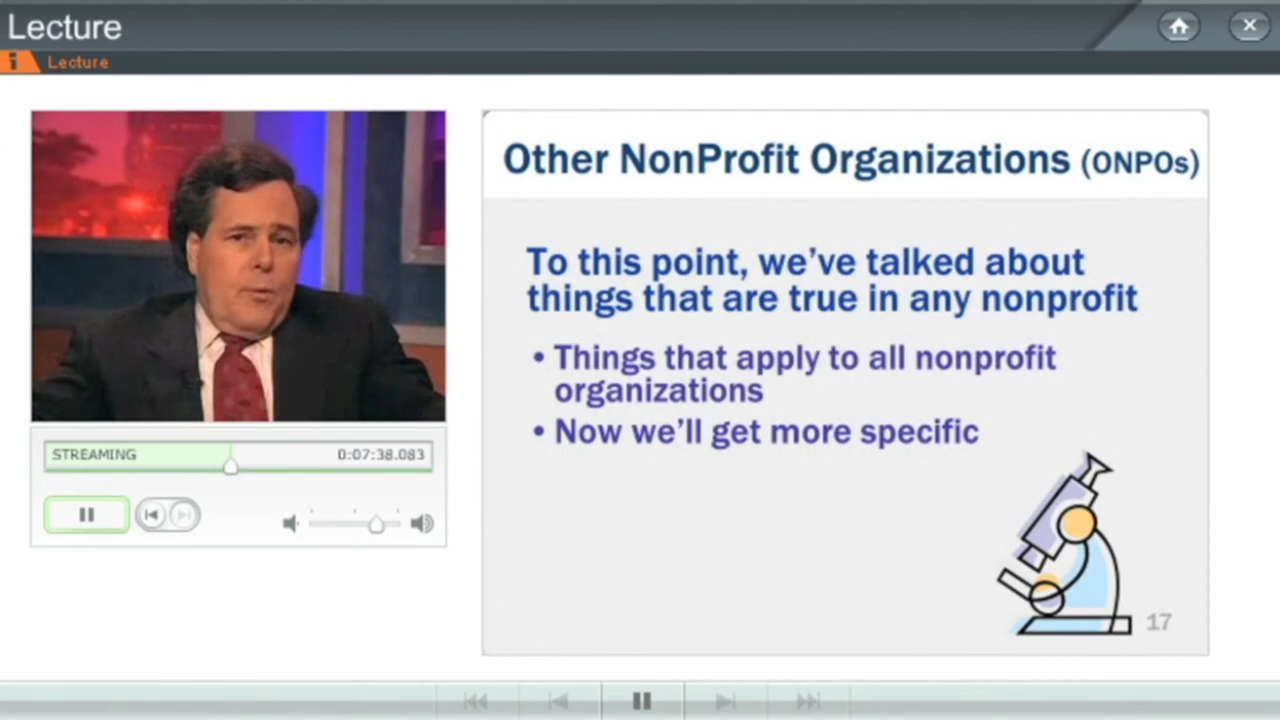 Lecture
i Lecture
Other NonProfit Organizations (ONPOs)
To this point, we've talked about
things that are true in any nonprofit
• Things that apply to all nonprofit
organizations
• Now we'll get more specific
STREAMING 0:07:38.083
17